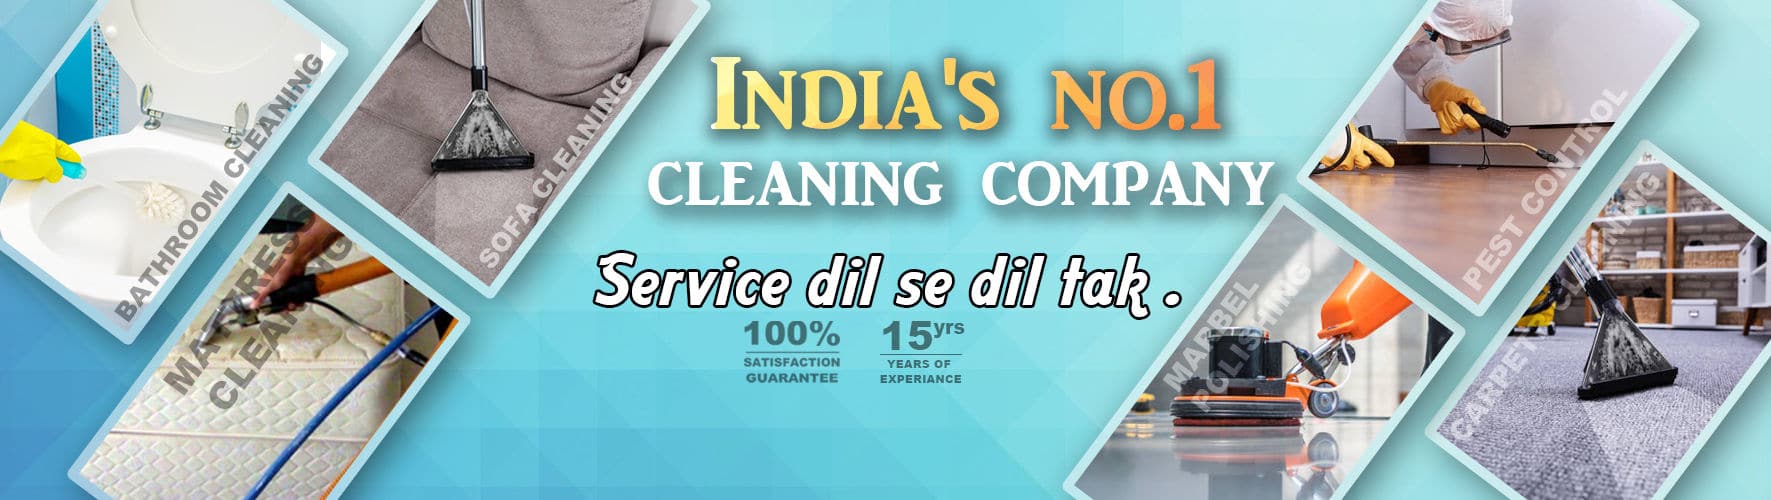 BATHROOM CLEANING
SOFA CLEANING
MATTRESS
CLEANING
INDIA'S NO.1
CLEANING COMPANY
Service dil se dil tak .
100%
SATISFACTION
GUARANTEE
15yrs
YEARS OF
EXPERIANCE
PEST CONTROL
MARBEL
POLISHING
CARPET CLEANING